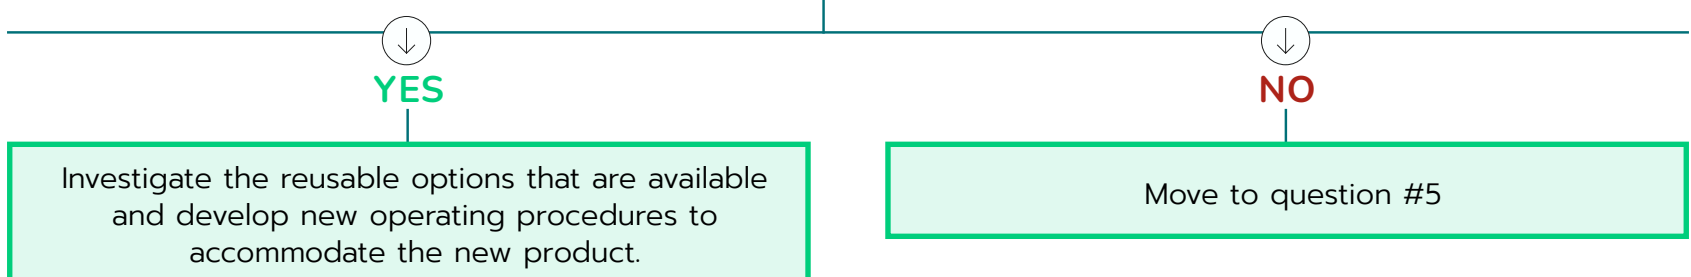 YES
NO
Investigate the reusable options that are available
and develop new operating procedures to
accommodate the new product.
Move to question #5